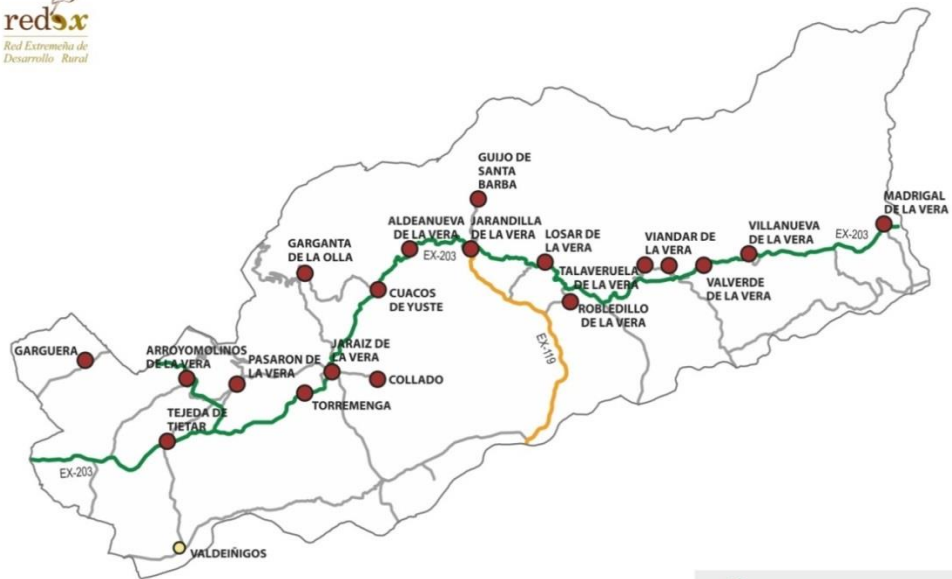 redex
Red Extremeña de
Desarrollo Rural
GUIJO DE
SANTA
BARBA
MADRIGAL
DE LA VERA
ALDEANUEVA
DE LA VERA
JARANDILLA
DE LA VERA
LOSAR DE
LA VERA
VIANDAR DE
LA VERA
VILLANUEVA
DE LA VERA
EX-203
GARGANTA
DE LA OLLA
EX-203
TALAVERUELA
DE LA VERA
VALVERDE
DE LA VERA
CUACOS
DE YUSTE
ROBLEDILLO
DE LA VERA
GARGUERA
ARROYOMOLINOS
DE LA VERA
PASARON DE
LA VERA
JARAIZ DE
LA VERA
EX-119
COLLADO
TORREMENGA
TEJEDA DE
TIETAR
EX-203
VALDEIÑIGOS